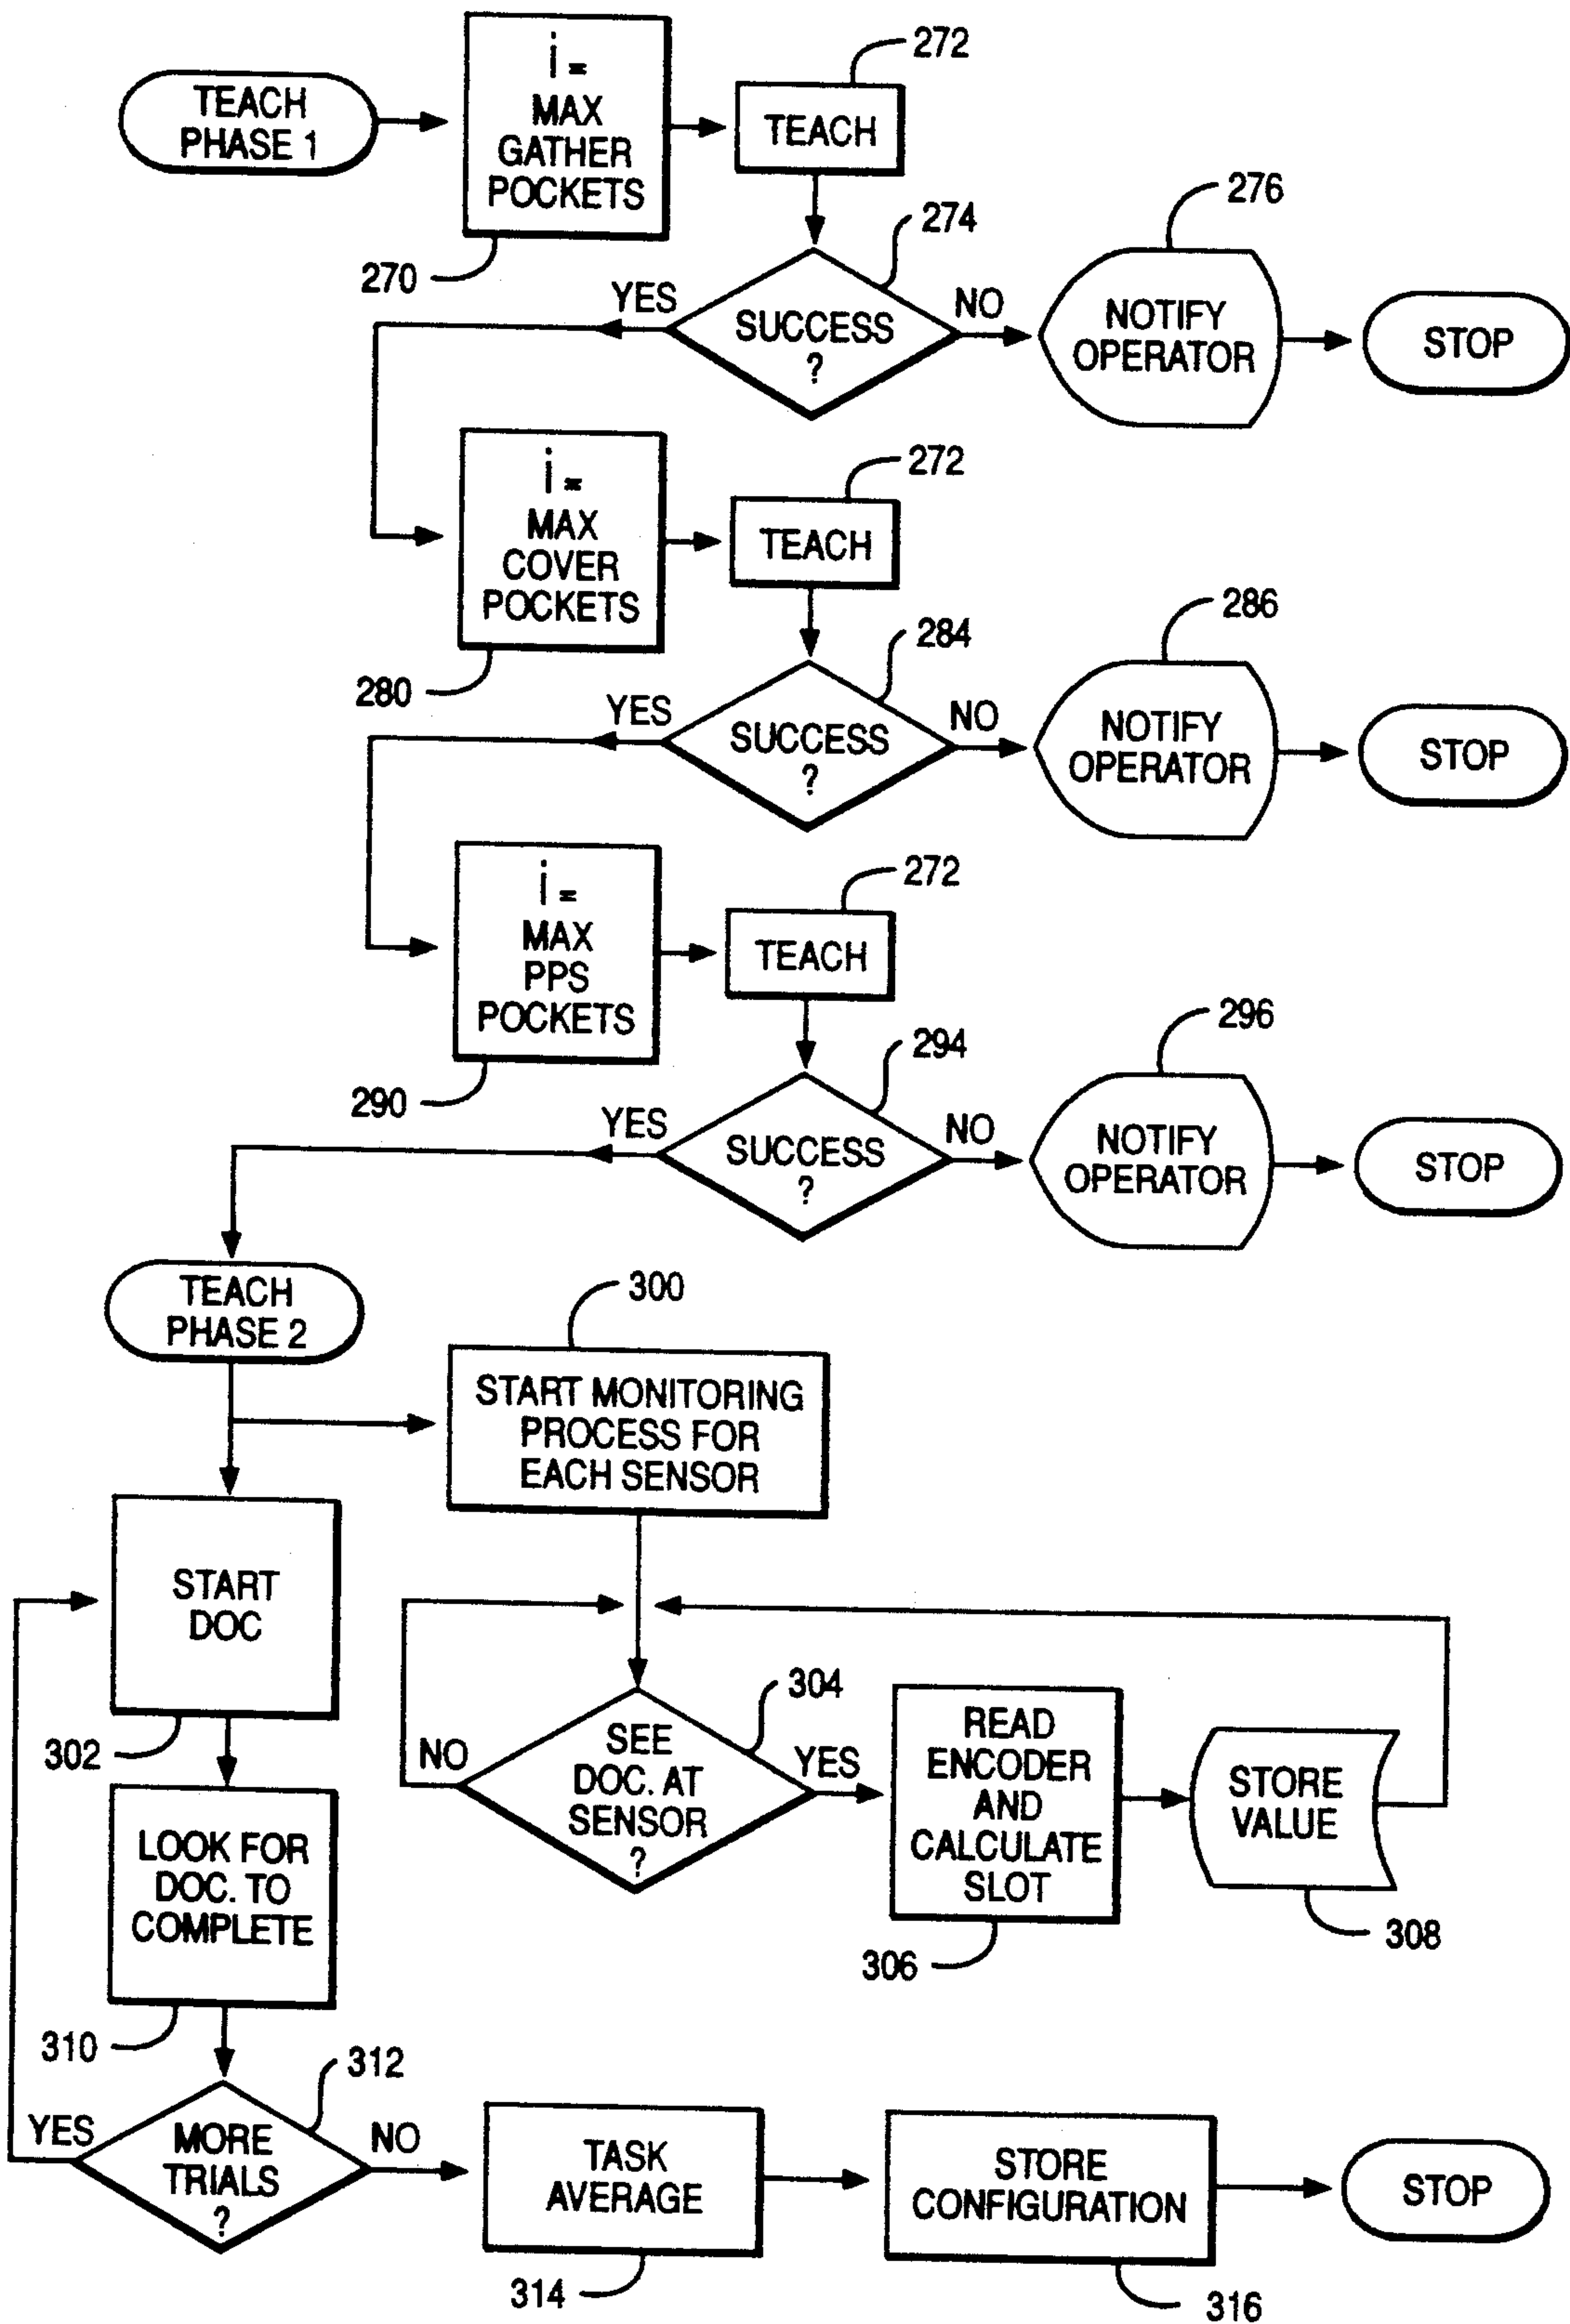 TEACH
PHASE 1
i =
MAX
GATHER
POCKETS
270
272
TEACH
274
SUCCESS
?
YES
NO
276
NOTIFY
OPERATOR
STOP
i =
MAX
COVER
POCKETS
280
272
TEACH
284
SUCCESS
?
YES
NO
286
NOTIFY
OPERATOR
STOP
i =
MAX
PPS
POCKETS
290
272
TEACH
294
SUCCESS
?
YES
NO
296
NOTIFY
OPERATOR
STOP
TEACH
PHASE 2
300
START MONITORING
PROCESS FOR
EACH SENSOR
START
DOC
302
304
SEE
DOC. AT
SENSOR
?
NO
YES
READ
ENCODER
AND
CALCULATE
SLOT
306
STORE
VALUE
308
LOOK FOR
DOC. TO
COMPLETE
310
312
MORE
TRIALS
?
YES
NO
TASK
AVERAGE
314
STORE
CONFIGURATION
316
STOP